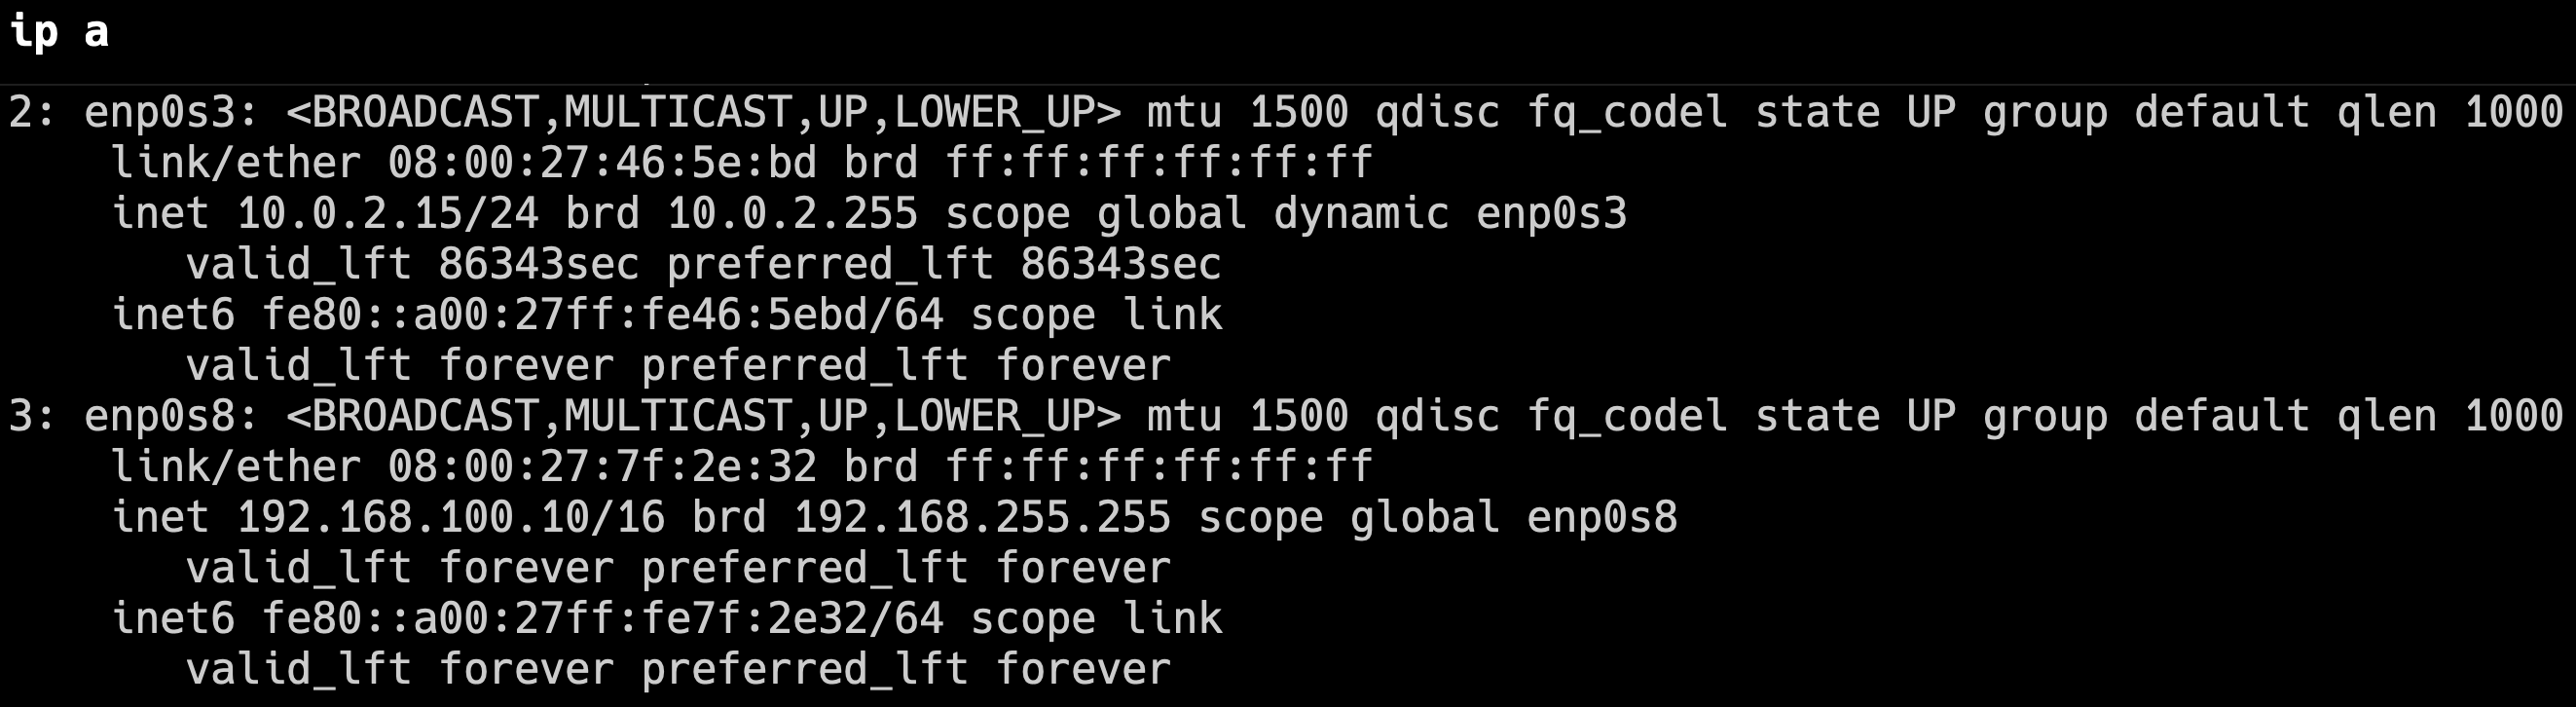 ip a
2: enp0s3: <BROADCAST,MULTICAST,UP,LOWER_UP> mtu 1500 qdisc fq_codel state UP group default qlen 1000
    link/ether 08:00:27:46:5e:bd brd ff:ff:ff:ff:ff:ff
    inet 10.0.2.15/24 brd 10.0.2.255 scope global dynamic enp0s3
       valid_lft 86343sec preferred_lft 86343sec
    inet6 fe80::a00:27ff:fe46:5ebd/64 scope link
       valid_lft forever preferred_lft forever
3: enp0s8: <BROADCAST,MULTICAST,UP,LOWER_UP> mtu 1500 qdisc fq_codel state UP group default qlen 1000
    link/ether 08:00:27:7f:2e:32 brd ff:ff:ff:ff:ff:ff
    inet 192.168.100.10/16 brd 192.168.255.255 scope global enp0s8
       valid_lft forever preferred_lft forever
    inet6 fe80::a00:27ff:fe7f:2e32/64 scope link
       valid_lft forever preferred_lft forever